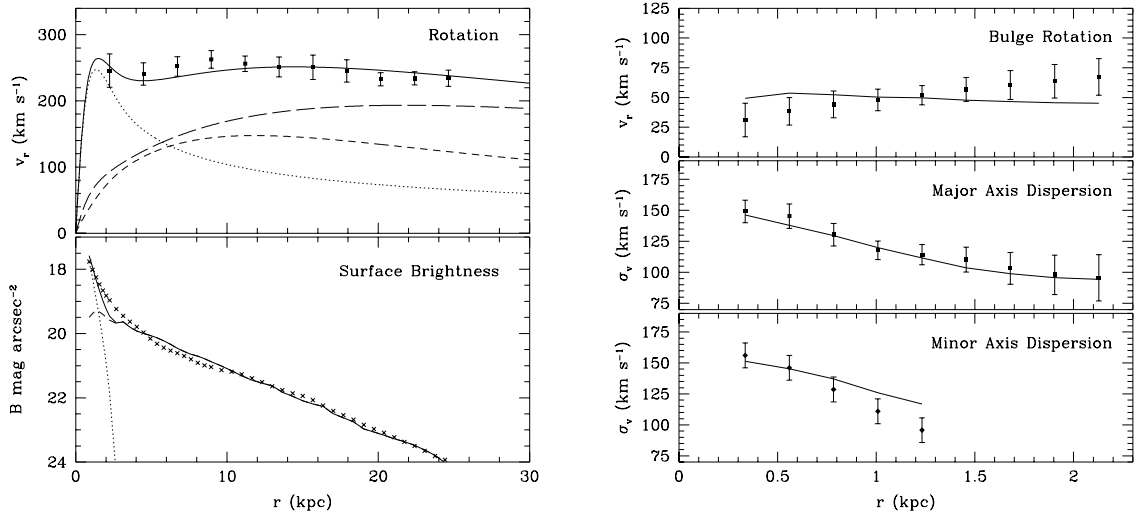 Rotation
v_r (km s⁻¹)
300
200
100
0
Surface Brightness
B mag arcsec⁻²
18
20
22
24
0 10 20 30
r (kpc)
Bulge Rotation
v_r (km s⁻¹)
125
100
75
50
25
0
Major Axis Dispersion
σ_v (km s⁻¹)
175
150
125
100
75
Minor Axis Dispersion
σ_v (km s⁻¹)
175
150
125
100
75
0 0.5 1 1.5 2
r (kpc)